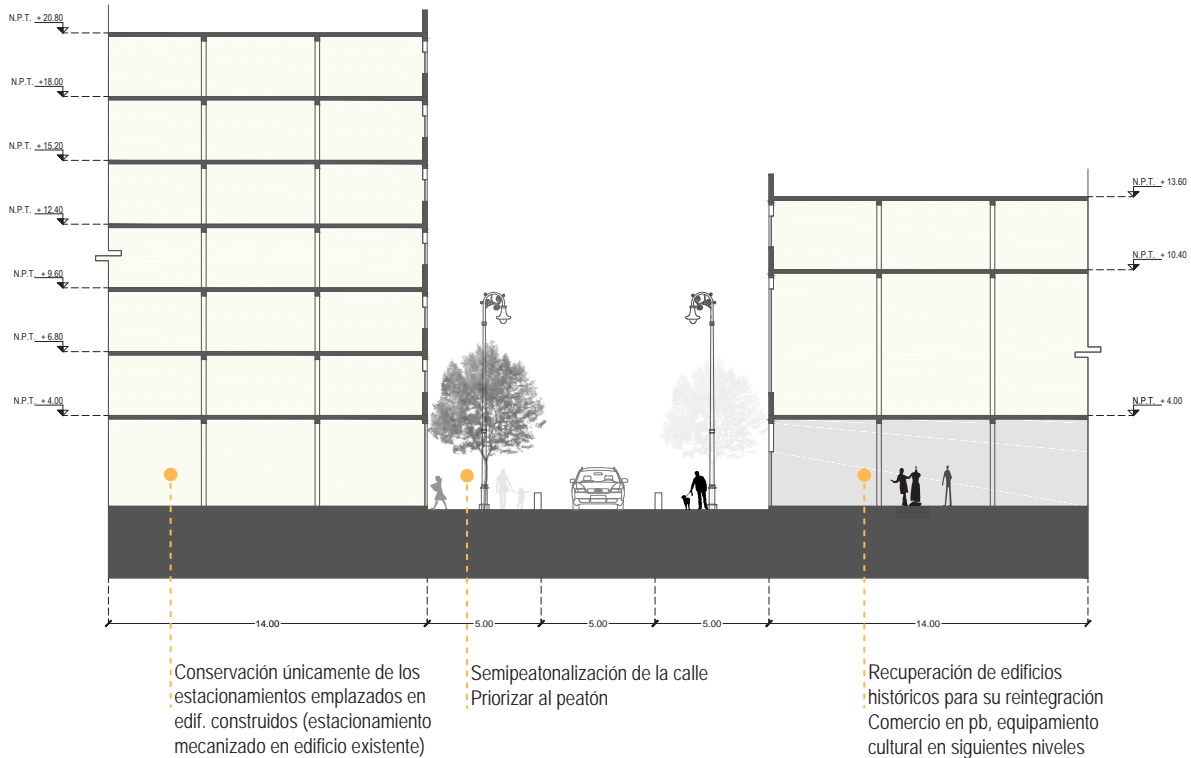 N.P.T. + 20.80
N.P.T. +18.00
N.P.T. + 15.20
N.P.T. + 12.40
N.P.T. + 9.60
N.P.T. + 6.80
N.P.T. + 4.00
N.P.T. + 13.60
N.P.T. + 10.40
N.P.T. + 4.00
14.00
5.00
5.00
5.00
14.00
Conservación únicamente de los
estacionamientos emplazados en
edif. construidos (estacionamiento
mecanizado en edificio existente)
Semipeatonalización de la calle
Priorizar al peatón
Recuperación de edificios
históricos para su reintegración
Comercio en pb, equipamiento
cultural en siguientes niveles